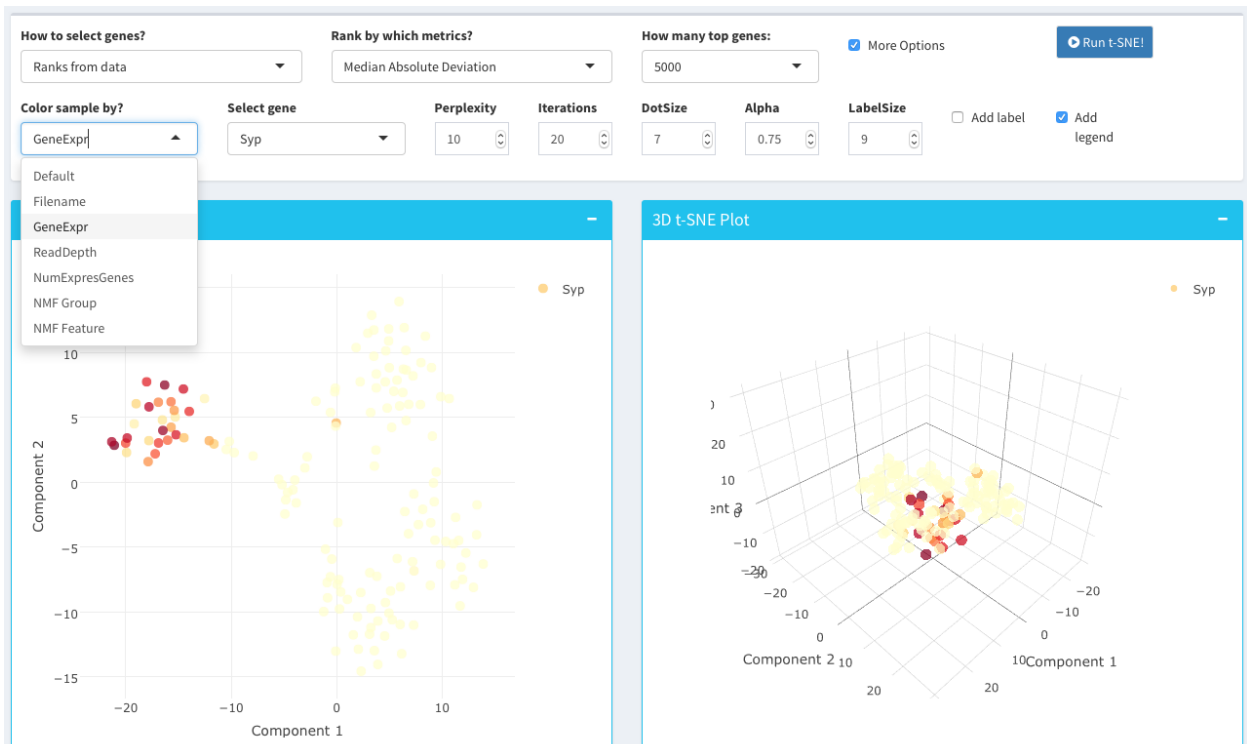 How to select genes? Rank by which metrics? How many top genes:
Ranks from data Median Absolute Deviation 5000 More Options Run t-SNE!
Color sample by? Select gene Perplexity Iterations DotSize Alpha LabelSize
GeneExpr Syp 10 20 7 0.75 9 Add label Add
legend
Default
Filename
GeneExpr
ReadDepth
NumExpresGenes
NMF Group
NMF Feature
3D t-SNE Plot
Syp
10
5
0
−5
−10
−15
−20 −10 0 10
Component 1
Component 2
Syp
20
10
0
−10
−20
−30
−20
−10
0
10
20
Component 2
−20
−10
0
10
20
Component 1